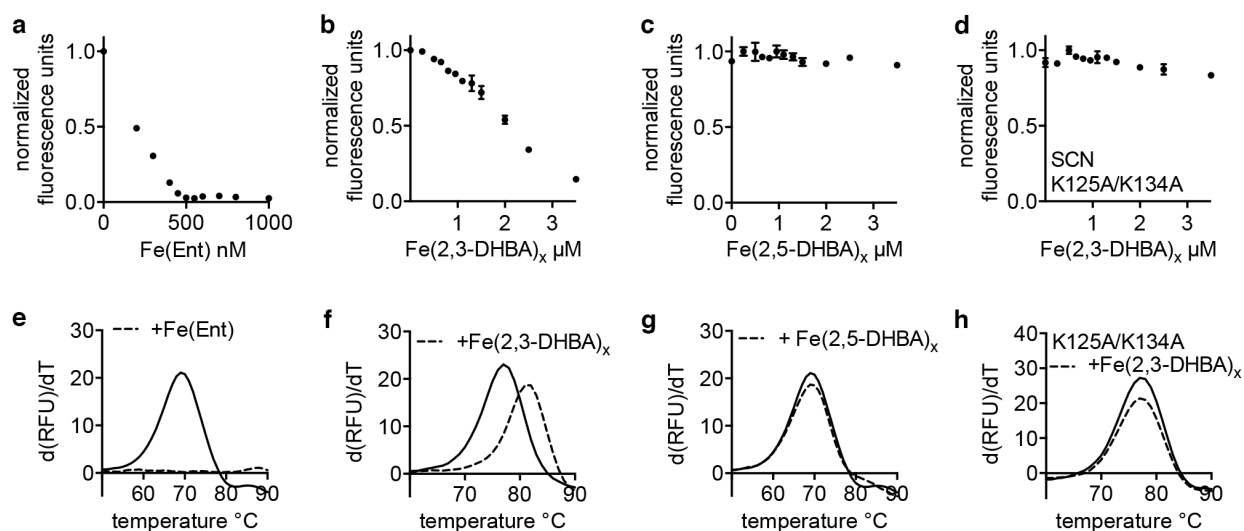 a
normalized
fluorescence units
1.0
0.5
0.0
0 500 1000
Fe(Ent) nM
b
normalized
fluorescence units
1.0
0.5
0.0
1 2 3
Fe(2,3-DHBA)x µM
c
normalized
fluorescence units
1.0
0.5
0.0
0 1 2 3
Fe(2,5-DHBA)x µM
d
normalized
fluorescence units
1.0
0.5
0.0
SCN
K125A/K134A
1 2 3
Fe(2,3-DHBA)x µM
e
d(RFU)/dT
30
20
10
0
+Fe(Ent)
60 70 80 90
temperature °C
f
d(RFU)/dT
30
20
10
0
+Fe(2,3-DHBA)x
70 80 90
temperature °C
g
d(RFU)/dT
30
20
10
0
+ Fe(2,5-DHBA)x
60 70 80 90
temperature °C
h
d(RFU)/dT
40
30
20
10
0
K125A/K134A
+Fe(2,3-DHBA)x
70 80 90
temperature °C